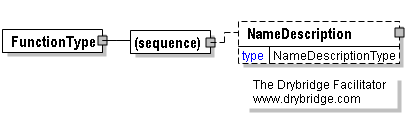 FunctionType
(sequence)
NameDescription
type NameDescriptionType
The Drybridge Facilitator
www.drybridge.com